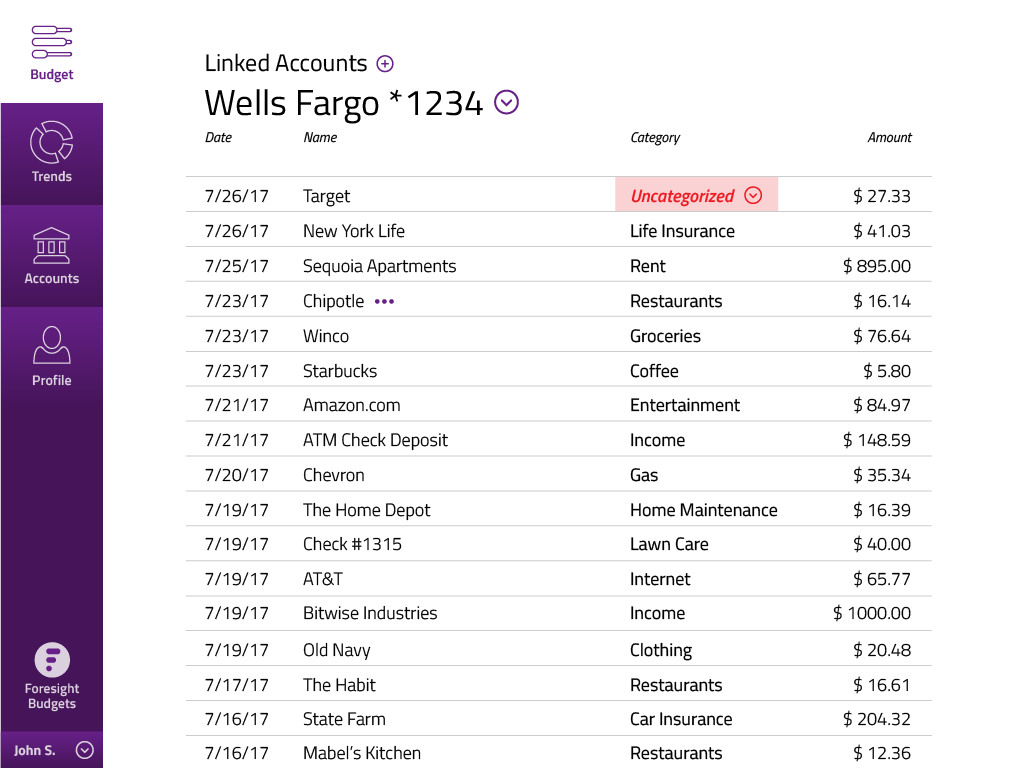 Budget
Trends
Accounts
Profile
Foresight
Budgets
John S.
Linked Accounts
Wells Fargo *1234
Date Name Category Amount
7/26/17 Target Uncategorized $ 27.33
7/26/17 New York Life Life Insurance $ 41.03
7/25/17 Sequoia Apartments Rent $ 895.00
7/23/17 Chipotle ••• Restaurants $ 16.14
7/23/17 Winco Groceries $ 76.64
7/23/17 Starbucks Coffee $ 5.80
7/21/17 Amazon.com Entertainment $ 84.97
7/21/17 ATM Check Deposit Income $ 148.59
7/20/17 Chevron Gas $ 35.34
7/19/17 The Home Depot Home Maintenance $ 16.39
7/19/17 Check #1315 Lawn Care $ 40.00
7/19/17 AT&T Internet $ 65.77
7/19/17 Bitwise Industries Income $ 1000.00
7/19/17 Old Navy Clothing $ 20.48
7/17/17 The Habit Restaurants $ 16.61
7/16/17 State Farm Car Insurance $ 204.32
7/16/17 Mabel’s Kitchen Restaurants $ 12.36